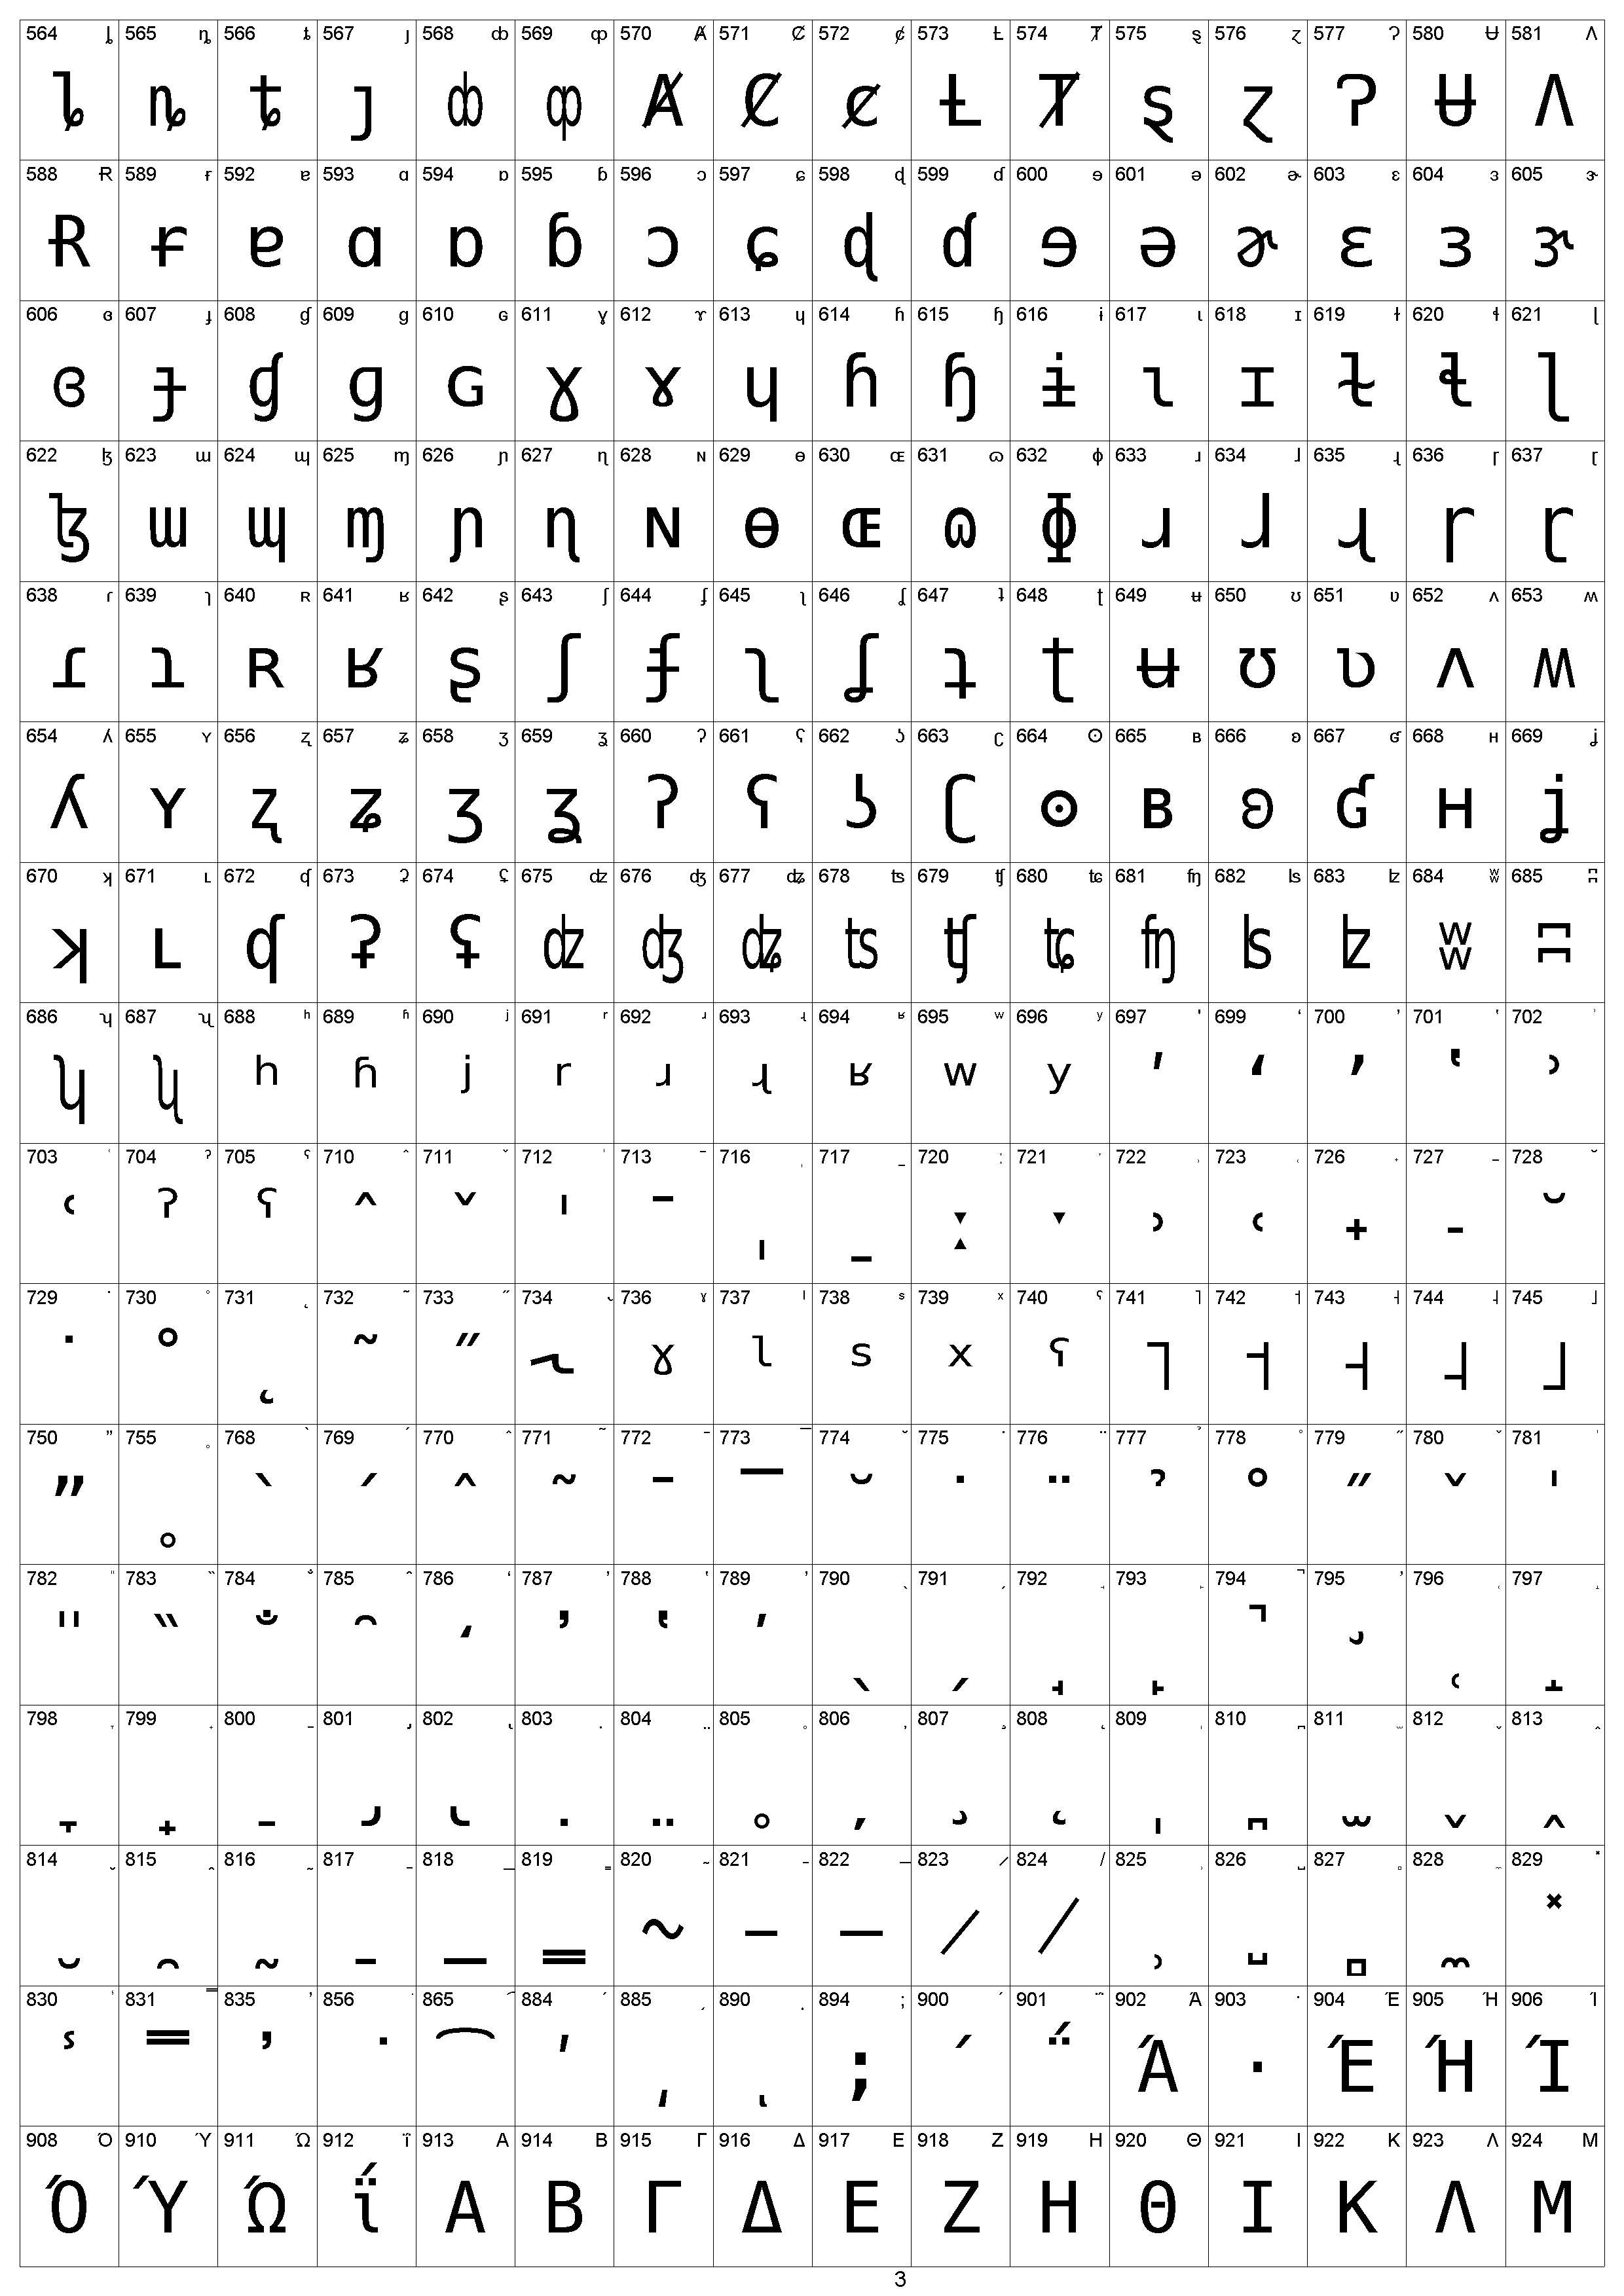 564 ȴ 565 ȵ 566 ȶ 567 ȷ 568 ȸ 569 ȹ 570 Ⱥ 571 Ȼ 572 ȼ 573 Ƚ 574 Ⱦ 575 ȿ 576 ɀ 577 Ɂ 580 Ʉ 581 Ʌ
ȴ ȵ ȶ ȷ ȸ ȹ Ⱥ Ȼ ȼ Ƚ Ⱦ ȿ ɀ Ɂ Ʉ Ʌ
588 Ɍ 589 ɍ 592 ɐ 593 ɑ 594 ɒ 595 ɓ 596 ɔ 597 ɕ 598 ɖ 599 ɗ 600 ɘ 601 ə 602 ɚ 603 ɛ 604 ɜ 605 ɝ
Ɍ ɍ ɐ ɑ ɒ ɓ ɔ ɕ ɖ ɗ ɘ ə ɚ ɛ ɜ ɝ
606 ɞ 607 ɟ 608 ɠ 609 ɡ 610 ɢ 611 ɣ 612 ɤ 613 ɥ 614 ɦ 615 ɧ 616 ɨ 617 ɩ 618 ɪ 619 ɫ 620 ɬ 621 ɭ
ɞ ɟ ɠ ɡ ɢ ɣ ɤ ɥ ɦ ɧ ɨ ɩ ɪ ɫ ɬ ɭ
622 ɮ 623 ɯ 624 ɰ 625 ɱ 626 ɲ 627 ɳ 628 ɴ 629 ɵ 630 ɶ 631 ɷ 632 ɸ 633 ɹ 634 ɺ 635 ɻ 636 ɼ 637 ɽ
ɮ ɯ ɰ ɱ ɲ ɳ ɴ ɵ ɶ ɷ ɸ ɹ ɺ ɻ ɼ ɽ
638 ɾ 639 ɿ 640 ʀ 641 ʁ 642 ʂ 643 ʃ 644 ʄ 645 ʅ 646 ʆ 647 ʇ 648 ʈ 649 ʉ 650 ʊ 651 ʋ 652 ʌ 653 ʍ
ɾ ɿ ʀ ʁ ʂ ʃ ʄ ʅ ʆ ʇ ʈ ʉ ʊ ʋ ʌ ʍ
654 ʎ 655 ʏ 656 ʐ 657 ʑ 658 ʒ 659 ʓ 660 ʔ 661 ʕ 662 ʖ 663 ʗ 664 ʘ 665 ʙ 666 ʚ 667 ʛ 668 ʜ 669 ʝ
ʎ ʏ ʐ ʑ ʒ ʓ ʔ ʕ ʖ ʗ ʘ ʙ ʚ ʛ ʜ ʝ
670 ʞ 671 ʟ 672 ʠ 673 ʡ 674 ʢ 675 ʣ 676 ʤ 677 ʥ 678 ʦ 679 ʧ 680 ʨ 681 ʩ 682 ʪ 683 ʫ 684 ʬ 685 ʭ
ʞ ʟ ʠ ʡ ʢ ʣ ʤ ʥ ʦ ʧ ʨ ʩ ʪ ʫ ʬ ʭ
686 ʮ 687 ʯ 688 ʰ 689 ʱ 690 ʲ 691 ʳ 692 ʴ 693 ʵ 694 ʶ 695 ʷ 696 ʸ 697 ʹ 699 ʻ 700 ʼ 701 ʽ 702 ʾ
ʮ ʯ ʰ ʱ ʲ ʳ ʴ ʵ ʶ ʷ ʸ ʹ ʻ ʼ ʽ ʾ
703 ʿ 704 ˀ 705 ˁ 710 ˆ 711 ˇ 712 ˈ 713 ˉ 716 ˌ 717 ˍ 720 ː 721 ˑ 722 ˒ 723 ˓ 726 ˖ 727 ˗ 728 ˘
ʿ ˀ ˁ ˆ ˇ ˈ ˉ ˌ ˍ ː ˑ ˒ ˓ ˖ ˗ ˘
729 ˙ 730 ˚ 731 ˛ 732 ˜ 733 ˝ 734 ˞ 736 ˠ 737 ˡ 738 ˢ 739 ˣ 740 ˤ 741 ˥ 742 ˦ 743 ˧ 744 ˨ 745 ˩
˙ ˚ ˛ ˜ ˝ ˞ ˠ ˡ ˢ ˣ ˤ ˥ ˦ ˧ ˨ ˩
750 ˮ 755 ˳ 768 ̀ 769 ́ 770 ̂ 771 ̃ 772 ̄ 773 ̅ 774 ̆ 775 ̇ 776 ̈ 777 ̉ 778 ̊ 779 ̋ 780 ̌ 781 ̍
ˮ ˳ ̀ ́ ̂ ̃ ̄ ̅ ̆ ̇ ̈ ̉ ̊ ̋ ̌ ̍
782 ̎ 783 ̏ 784 ̐ 785 ̑ 786 ̒ 787 ̓ 788 ̔ 789 ̕ 790 ̖ 791 ̗ 792 ̘ 793 ̙ 794 ̚ 795 ̛ 796 ̜ 797 ̝
̎ ̏ ̐ ̑ ̒ ̓ ̔ ̕ ̖ ̗ ̘ ̙ ̚ ̛ ̜ ̝
798 ̞ 799 ̟ 800 ̠ 801 ̡ 802 ̢ 803 ̣ 804 ̤ 805 ̥ 806 ̦ 807 ̧ 808 ̨ 809 ̩ 810 ̪ 811 ̫ 812 ̬ 813 ̭
̞ ̟ ̠ ̡ ̢ ̣ ̤ ̥ ̦ ̧ ̨ ̩ ̪ ̫ ̬ ̭
814 ̮ 815 ̯ 816 ̰ 817 ̱ 818 ̲ 819 ̳ 820 ̴ 821 ̵ 822 ̶ 823 ̷ 824 ̸ 825 ̹ 826 ̺ 827 ̻ 828 ̼ 829 ̽
̮ ̯ ̰ ̱ ̲ ̳ ̴ ̵ ̶ ̷ ̸ ̹ ̺ ̻ ̼ ̽
830 ̾ 831 ̿ 835 ̓ 856 ͘ 865 ͡ 884 ʹ 885 ͵ 890 ͺ 894 ; 900 ΄ 901 ΅ 902 Ά 903 · 904 Έ 905 Ή 906 Ί
̾ ̿ ̓ ͘ ͡ ʹ ͵ ͺ ; ΄ ΅ Ά · Έ Ή Ί
908 Ό 910 Ύ 911 Ώ 912 ΐ 913 Α 914 Β 915 Γ 916 Δ 917 Ε 918 Ζ 919 Η 920 Θ 921 Ι 922 Κ 923 Λ 924 Μ
Ό Ύ Ώ ΐ Α Β Γ Δ Ε Ζ Η Θ Ι Κ Λ Μ
3